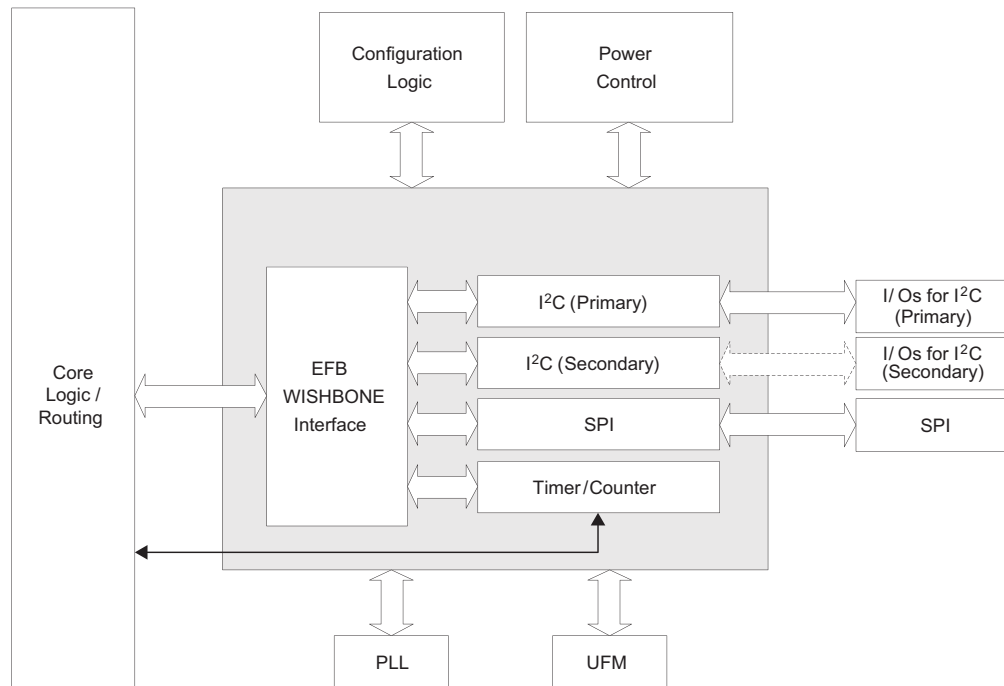 Configuration
Logic
Power
Control
Core
Logic /
Routing
EFB
WISHBONE
Interface
I²C (Primary)
I²C (Secondary)
SPI
Timer/Counter
I/ Os for I²C
(Primary)
I/ Os for I²C
(Secondary)
SPI
PLL
UFM